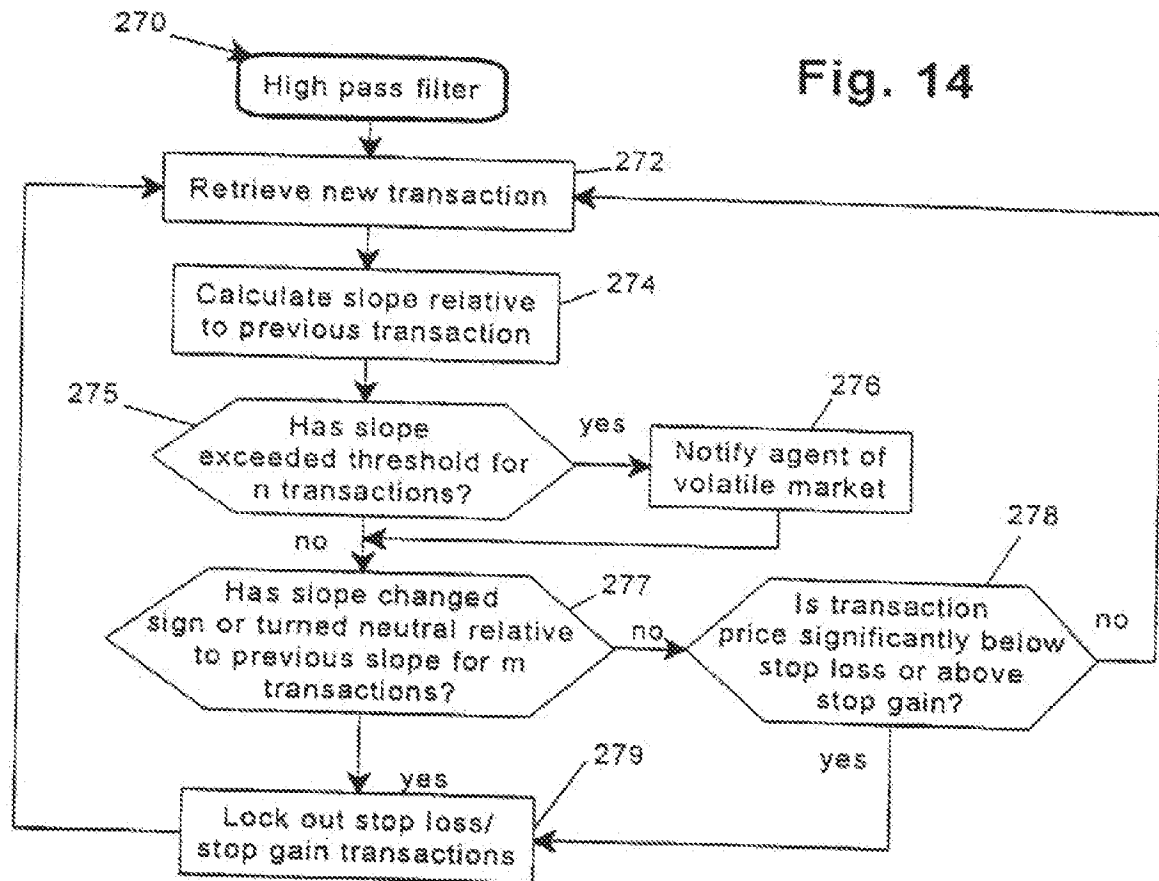 270
High pass filter
Fig. 14
272
Retrieve new transaction
274
Calculate slope relative
to previous transaction
275
Has slope
exceeded threshold for
n transactions?
yes
276
Notify agent of
volatile market
no
278
277
Has slope changed
sign or turned neutral relative
to previous slope for m
transactions?
no
Is transaction
price significantly below
stop loss or above
stop gain?
no
yes
yes
279
Lock out stop loss/
stop gain transactions